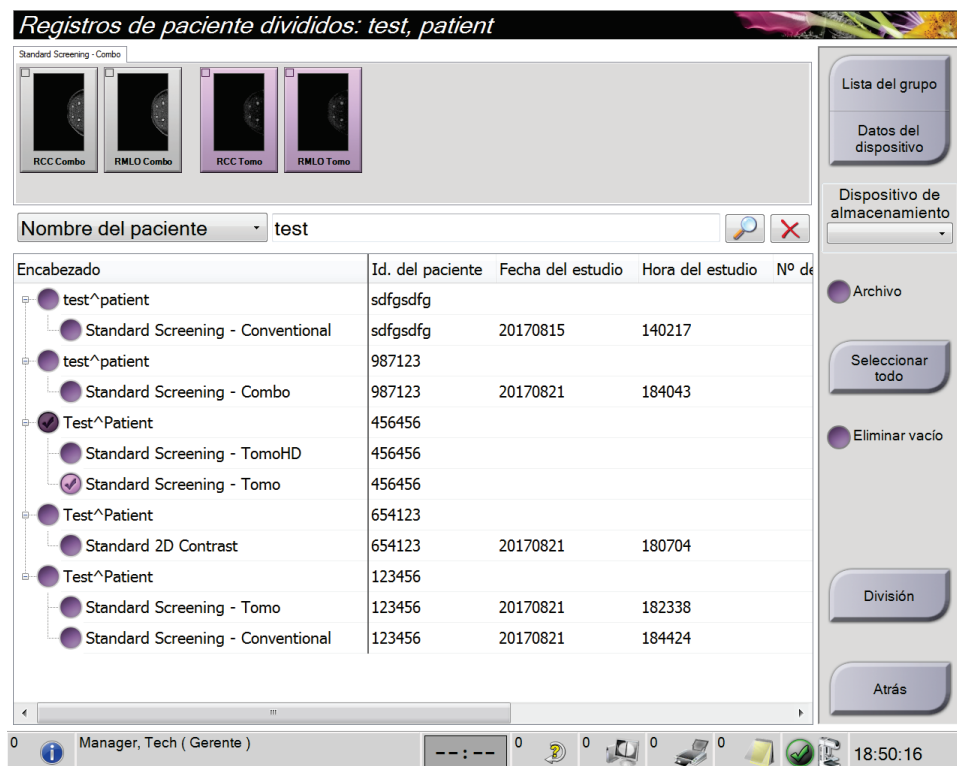 Registros de paciente divididos: test, patient
Standard Screening - Combo
RCC Combo RMLO Combo RCC Tomo RMLO Tomo
Nombre del paciente test
Encabezado Id. del paciente Fecha del estudio Hora del estudio Nº de
test^patient sdfgsdfg
Standard Screening - Conventional sdfgsdfg 20170815 140217
test^patient 987123
Standard Screening - Combo 987123 20170821 184043
Test^Patient 456456
Standard Screening - TomoHD 456456
Standard Screening - Tomo 456456
Test^Patient 654123
Standard 2D Contrast 654123 20170821 180704
Test^Patient 123456
Standard Screening - Tomo 123456 20170821 182338
Standard Screening - Conventional 123456 20170821 184424
Lista del grupo
Datos del
dispositivo
Dispositivo de
almacenamiento
Archivo
Seleccionar
todo
Eliminar vacío
División
Atrás
0 Manager, Tech ( Gerente ) --:-- 0 0 0 0 18:50:16